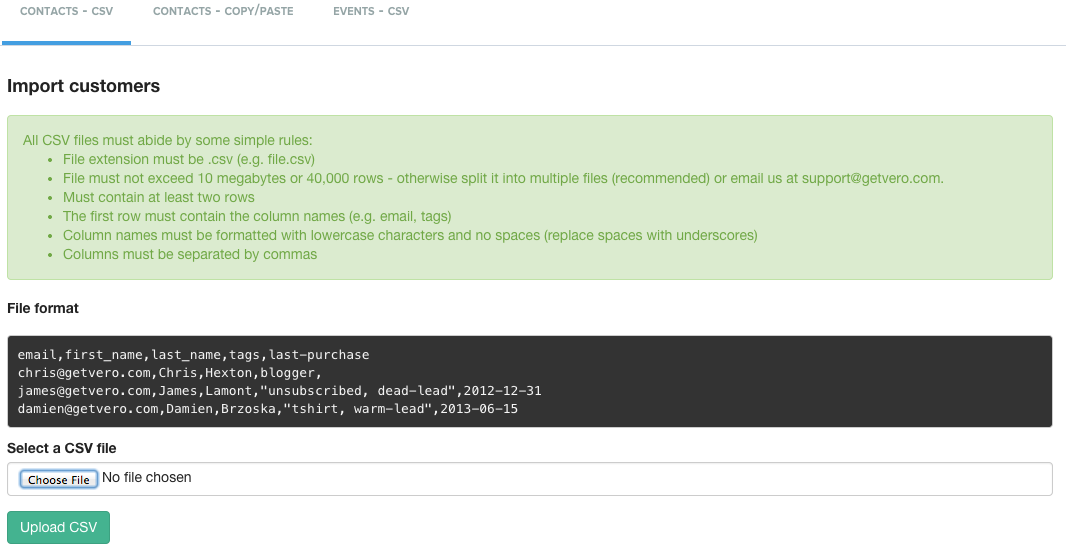 CONTACTS - CSV CONTACTS - COPY/PASTE EVENTS - CSV
Import customers
All CSV files must abide by some simple rules:
• File extension must be .csv (e.g. file.csv)
• File must not exceed 10 megabytes or 40,000 rows - otherwise split it into multiple files (recommended) or email us at support@getvero.com.
• Must contain at least two rows
• The first row must contain the column names (e.g. email, tags)
• Column names must be formatted with lowercase characters and no spaces (replace spaces with underscores)
• Columns must be separated by commas
File format
email,first_name,last_name,tags,last-purchase
chris@getvero.com,Chris,Hexton,blogger,
james@getvero.com,James,Lamont,"unsubscribed, dead-lead",2012-12-31
damien@getvero.com,Damien,Brzoska,"tshirt, warm-lead",2013-06-15
Select a CSV file
Choose File No file chosen
Upload CSV